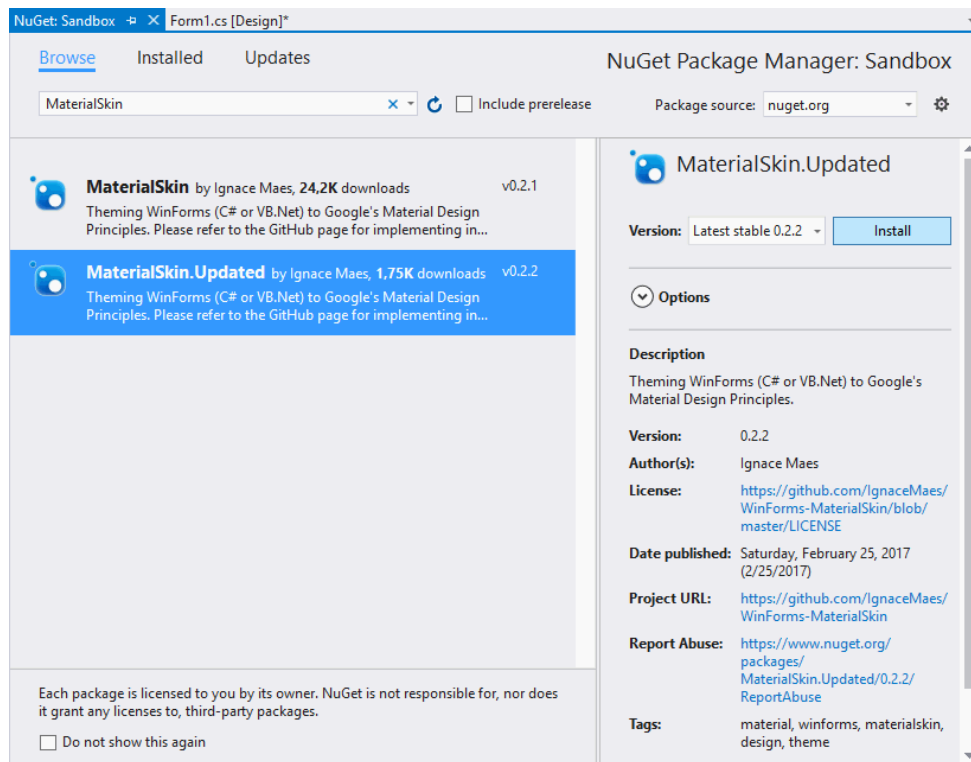 NuGet: Sandbox
Form1.cs [Design]*
Browse Installed Updates
NuGet Package Manager: Sandbox
MaterialSkin
Include prerelease
Package source: nuget.org
MaterialSkin by Ignace Maes, 24,2K downloads v0.2.1
Theming WinForms (C# or VB.Net) to Google's Material Design
Principles. Please refer to the GitHub page for implementing in...
MaterialSkin.Updated by Ignace Maes, 1,75K downloads v0.2.2
Theming WinForms (C# or VB.Net) to Google's Material Design
Principles. Please refer to the GitHub page for implementing in...
Each package is licensed to you by its owner. NuGet is not responsible for, nor does
it grant any licenses to, third-party packages.
Do not show this again
MaterialSkin.Updated
Version: Latest stable 0.2.2 Install
Options
Description
Theming WinForms (C# or VB.Net) to Google's
Material Design Principles.
Version: 0.2.2
Author(s): Ignace Maes
License: https://github.com/IgnaceMaes/
WinForms-MaterialSkin/blob/
master/LICENSE
Date published: Saturday, February 25, 2017
(2/25/2017)
Project URL: https://github.com/IgnaceMaes/
WinForms-MaterialSkin
Report Abuse: https://www.nuget.org/
packages/
MaterialSkin.Updated/0.2.2/
ReportAbuse
Tags: material, winforms, materialskin,
design, theme